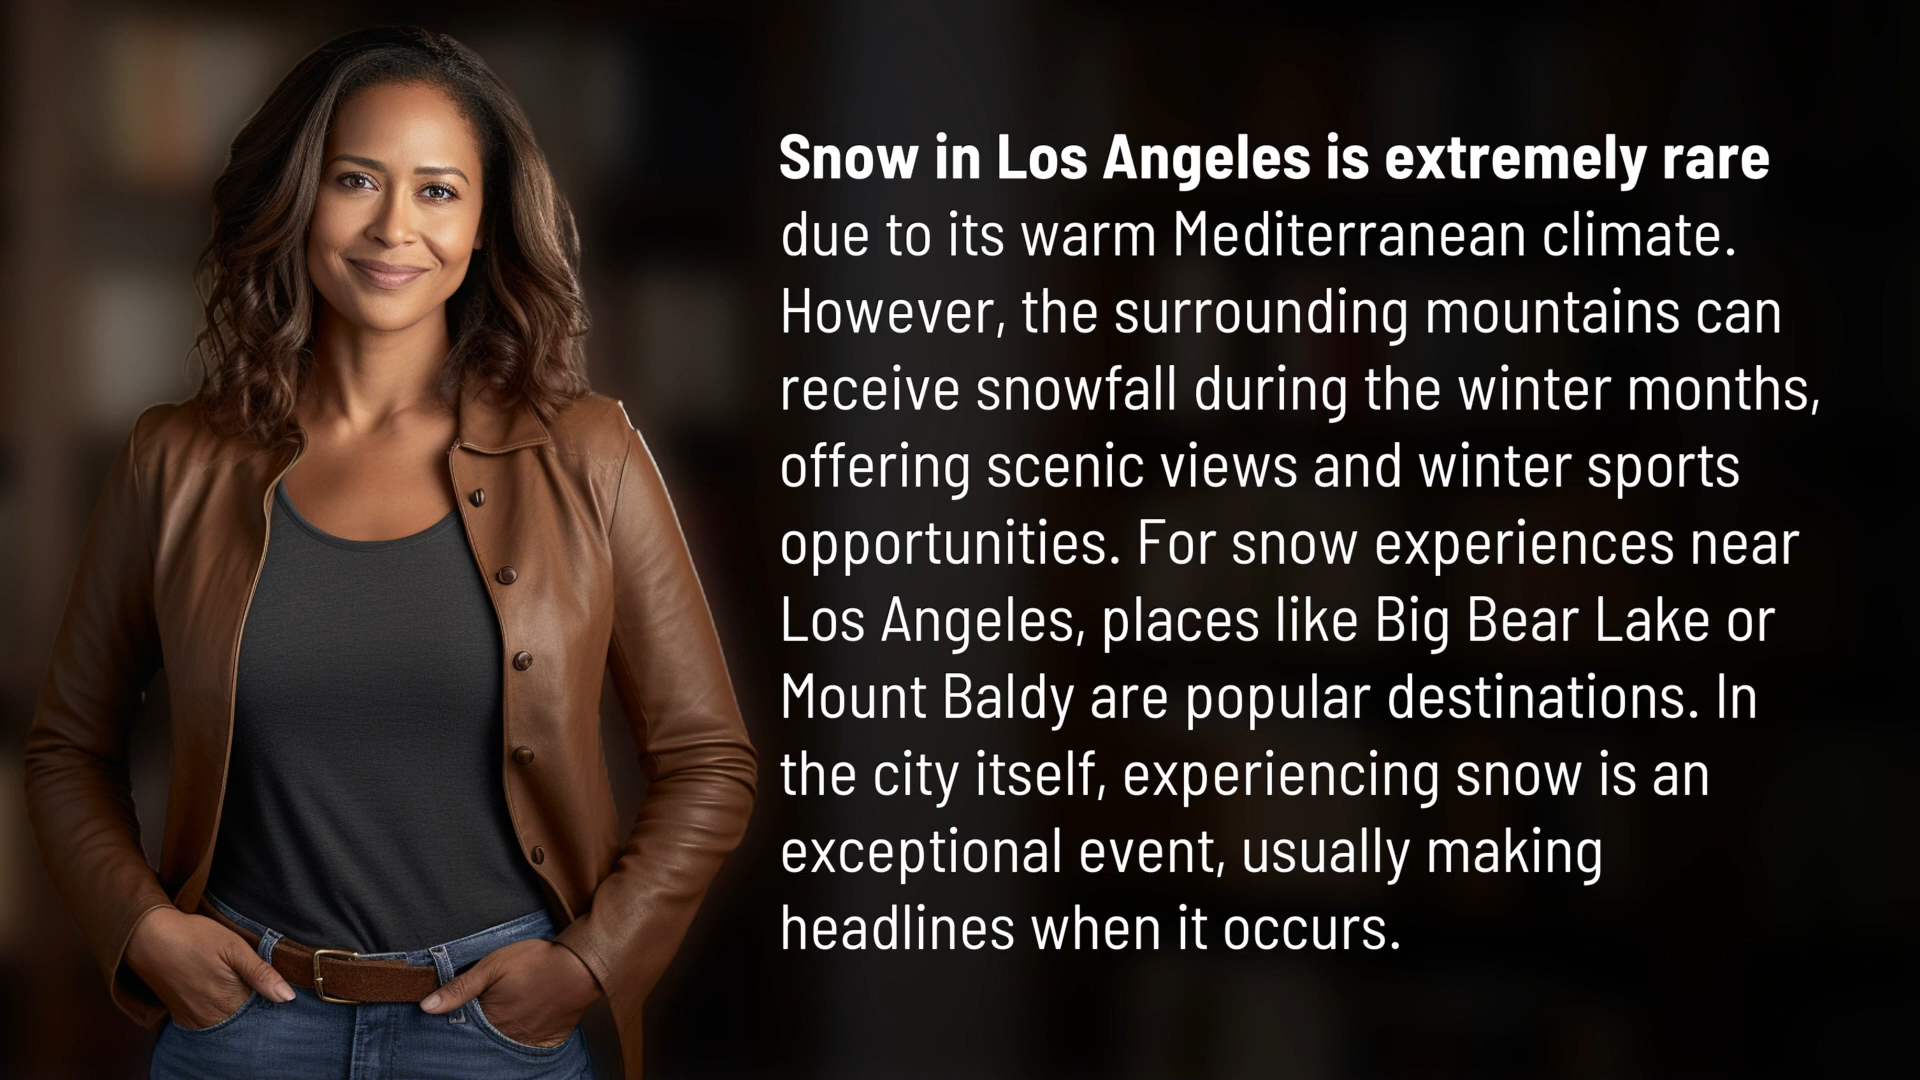 Snow in Los Angeles is extremely rare
due to its warm Mediterranean climate.
However, the surrounding mountains can
receive snowfall during the winter months,
offering scenic views and winter sports
opportunities. For snow experiences near
Los Angeles, places like Big Bear Lake or
Mount Baldy are popular destinations. In
the city itself, experiencing snow is an
exceptional event, usually making
headlines when it occurs.